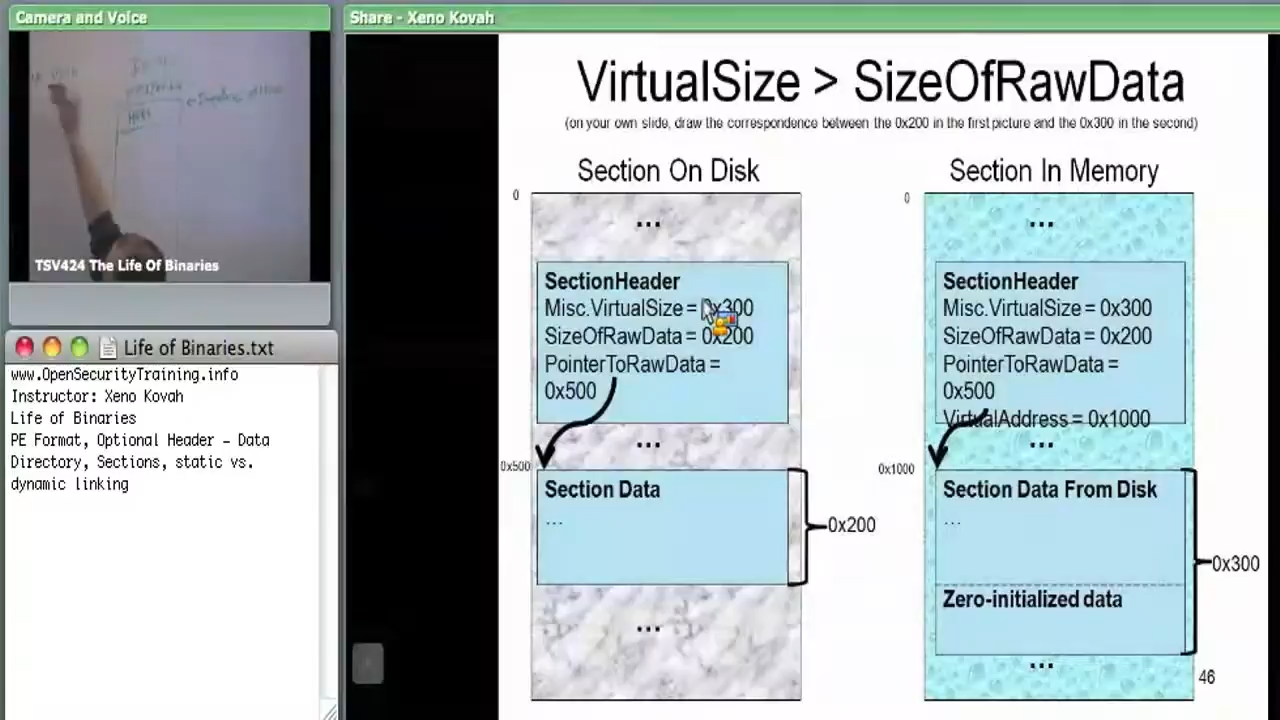 Camera and Voice
TSV424 The Life Of Binaries
Life of Binaries.txt
www.OpenSecurityTraining.info
Instructor: Xeno Kovah
Life of Binaries
PE Format, Optional Header - Data
Directory, Sections, static vs.
dynamic linking
Share - Xeno Kovah
VirtualSize > SizeOfRawData
(on your own slide, draw the correspondence between the 0x200 in the first picture and the 0x300 in the second)
Section On Disk
0
...
SectionHeader
Misc.VirtualSize = 0x300
SizeOfRawData = 0x200
PointerToRawData =
0x500
...
0x500
Section Data
...
0x200
...
Section In Memory
0
...
SectionHeader
Misc.VirtualSize = 0x300
SizeOfRawData = 0x200
PointerToRawData =
0x500
VirtualAddress = 0x1000
...
0x1000
Section Data From Disk
...
0x300
Zero-initialized data
...
46